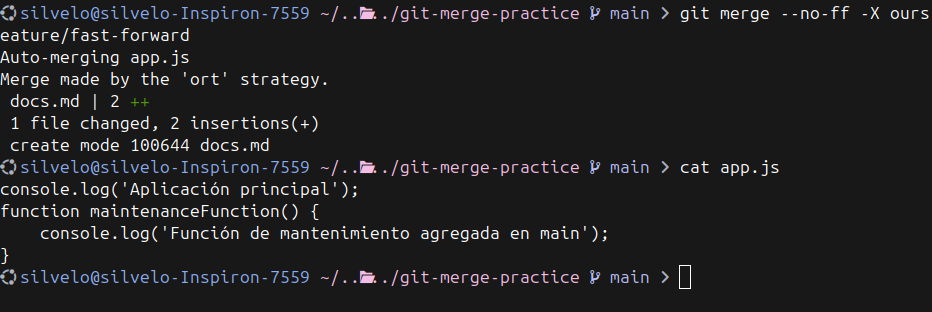 silvelo@silvelo-Inspiron-7559 ~/../../git-merge-practice main > git merge --no-ff -X ours
eature/fast-forward
Auto-merging app.js
Merge made by the 'ort' strategy.
 docs.md | 2 ++
 1 file changed, 2 insertions(+)
 create mode 100644 docs.md
silvelo@silvelo-Inspiron-7559 ~/../../git-merge-practice main > cat app.js
console.log('Aplicación principal');
function maintenanceFunction() {
    console.log('Función de mantenimiento agregada en main');
}
silvelo@silvelo-Inspiron-7559 ~/../../git-merge-practice main >